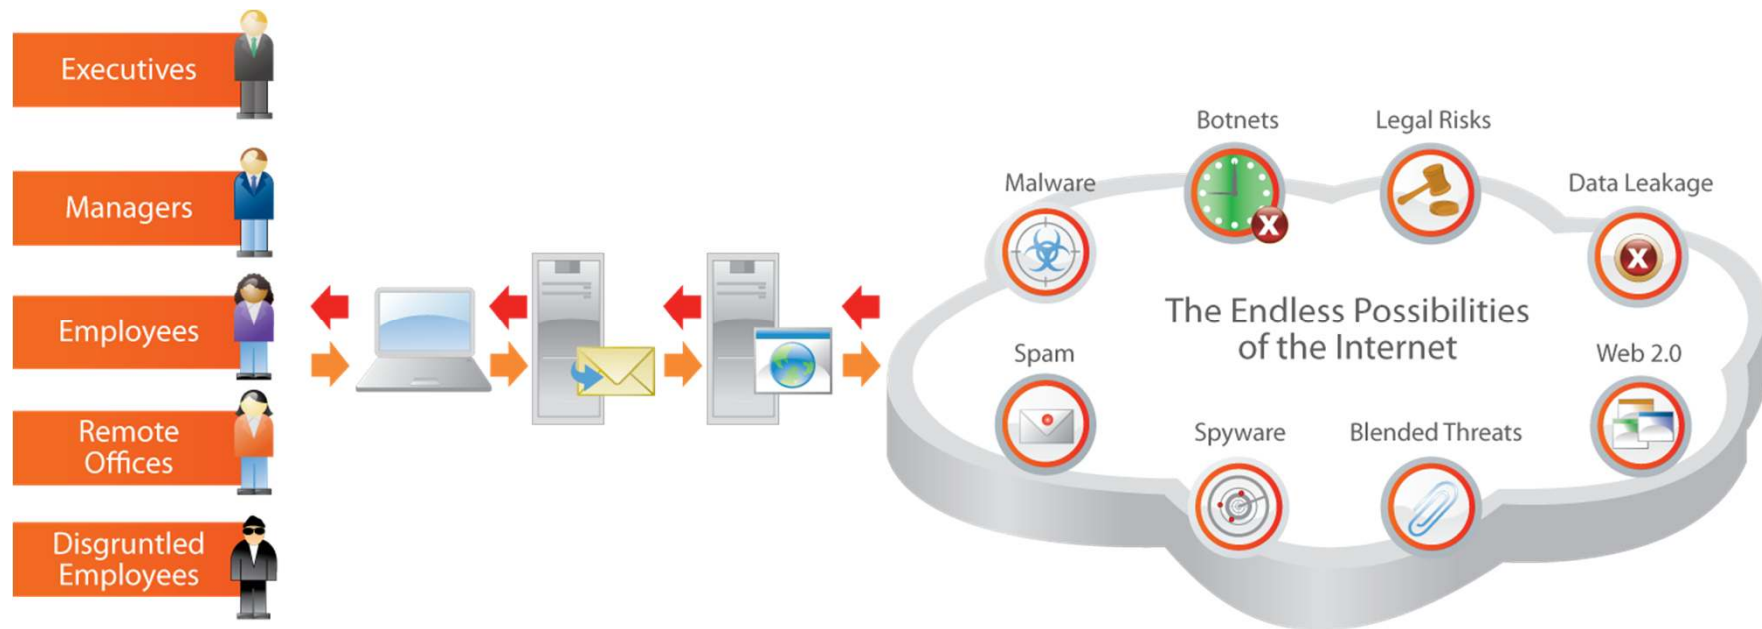 Executives
Managers
Employees
Remote
Offices
Disgruntled
Employees
Botnets
Legal Risks
Malware
Data Leakage
The Endless Possibilities
of the Internet
Spam
Web 2.0
Spyware
Blended Threats